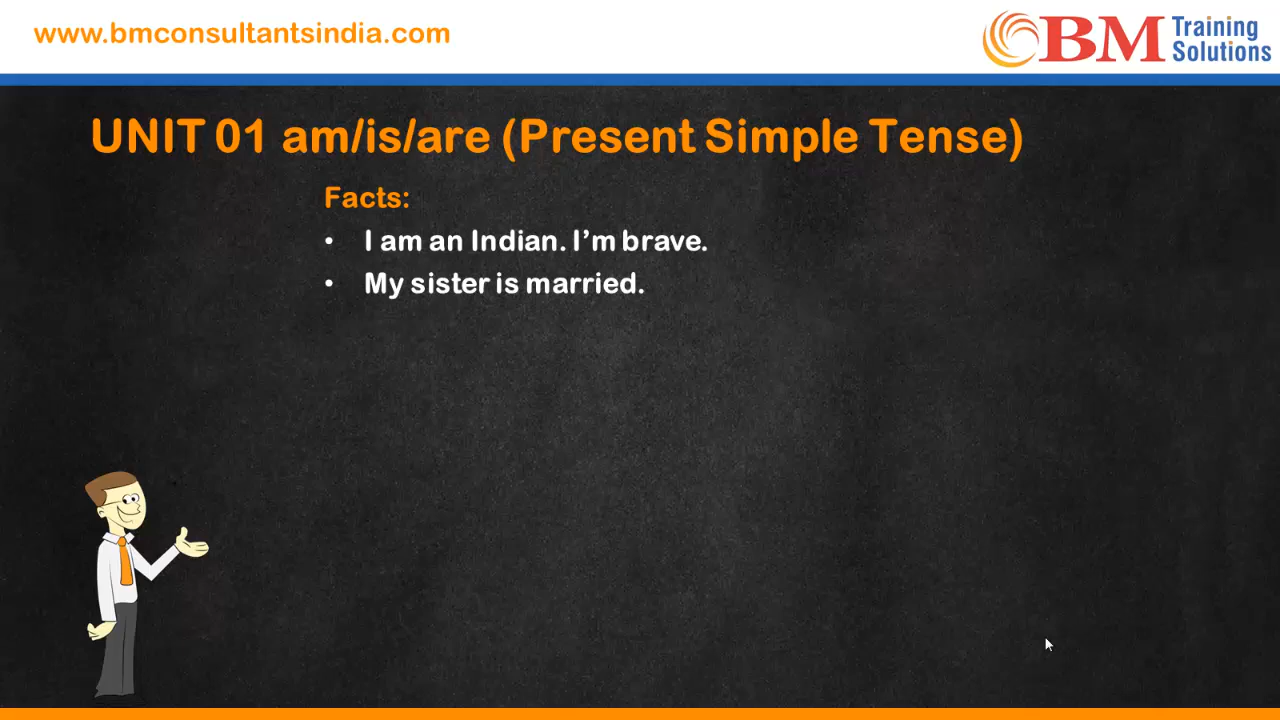 www.bmconsultantsindia.com
BM Training Solutions
UNIT 01 am/is/are (Present Simple Tense)
Facts:
• I am an Indian. I’m brave.
• My sister is married.